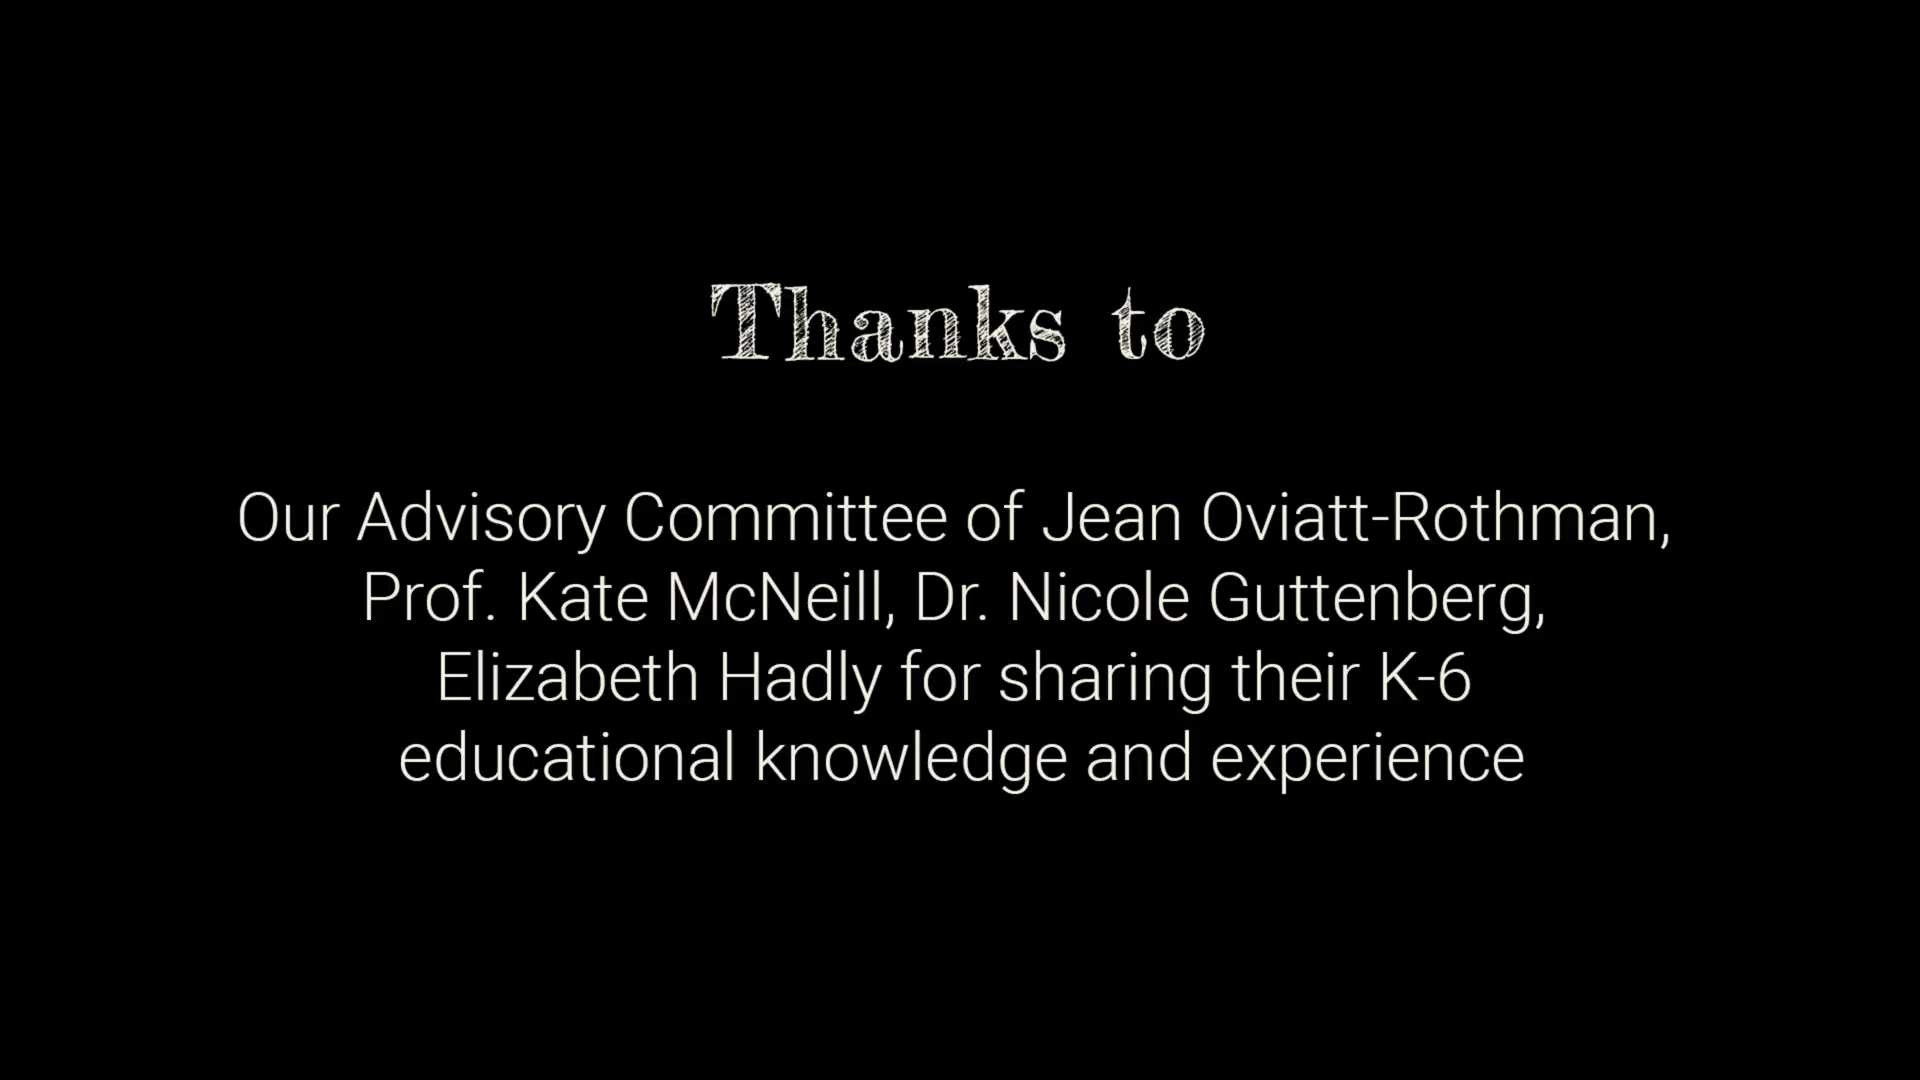 Thanks to
Our Advisory Committee of Jean Oviatt-Rothman,
Prof. Kate McNeill, Dr. Nicole Guttenberg,
Elizabeth Hadly for sharing their K-6
educational knowledge and experience